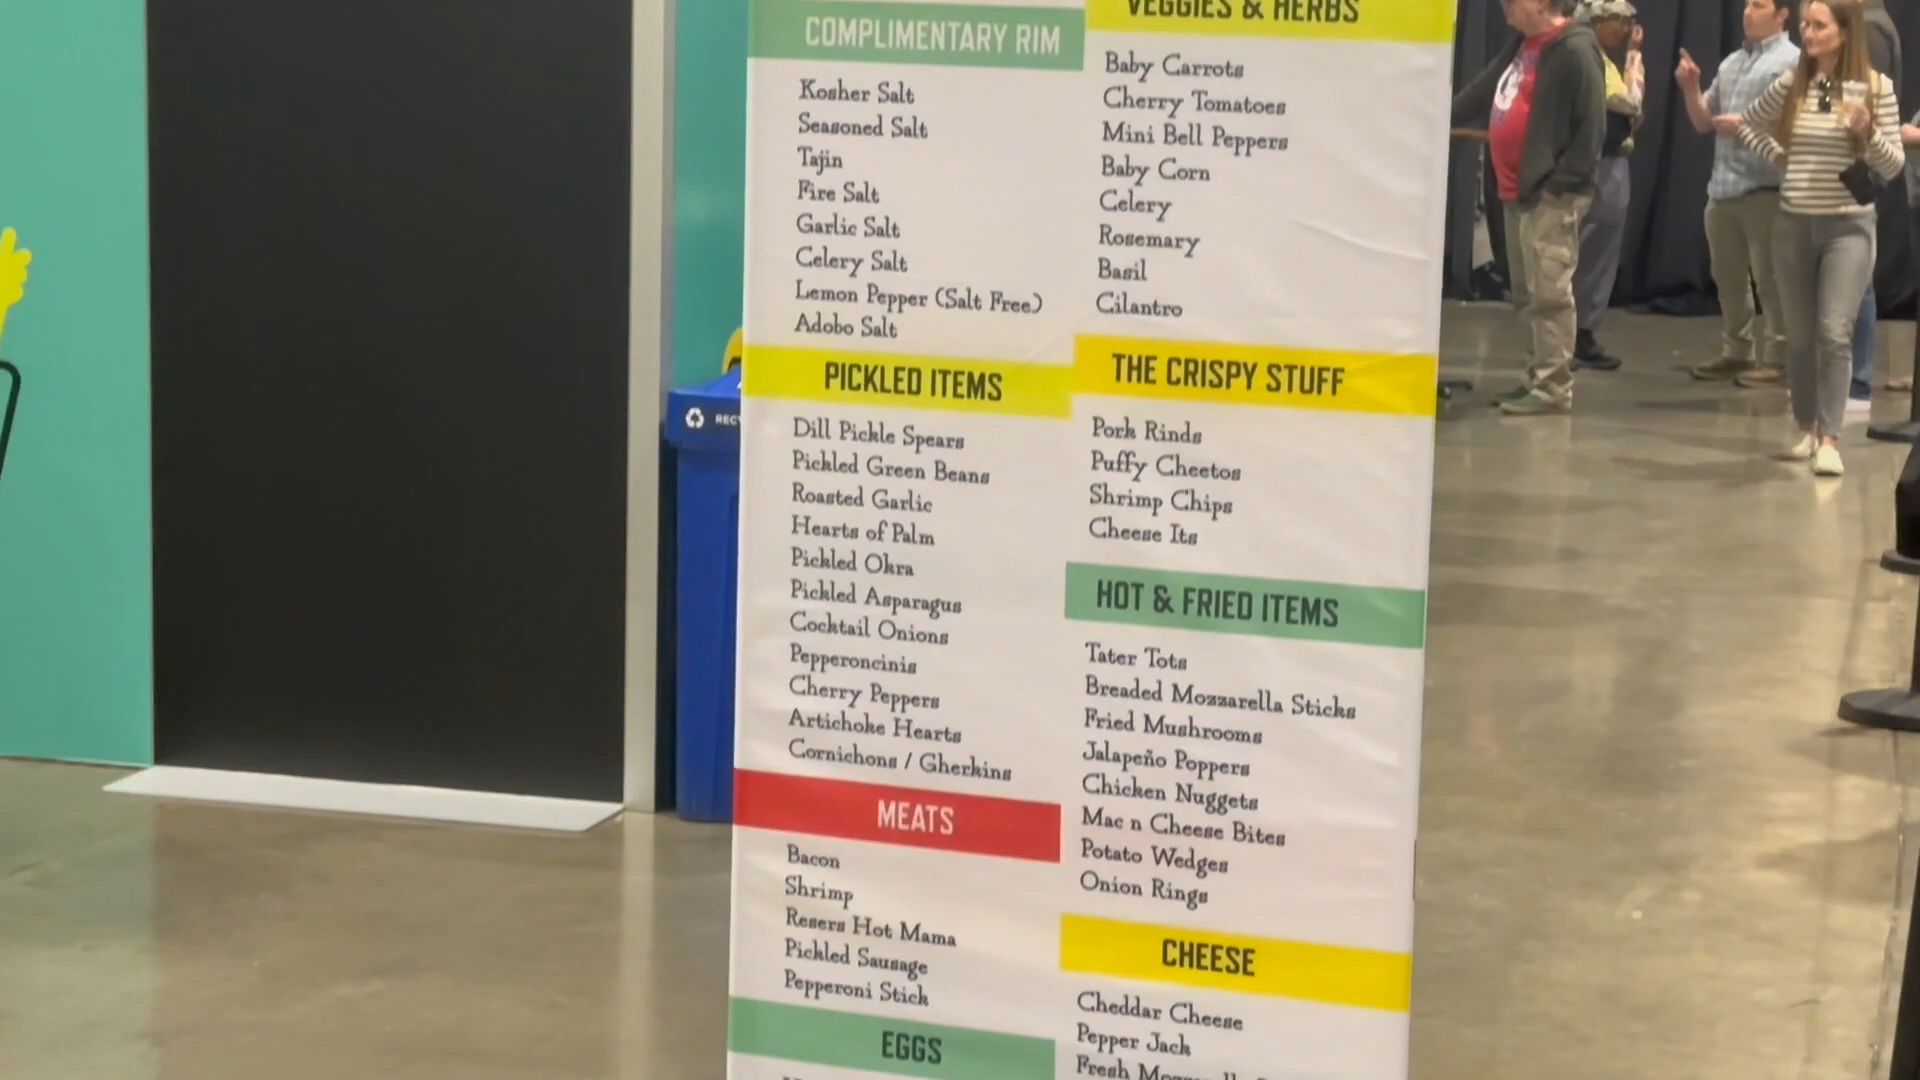 COMPLIMENTARY RIM
Kosher Salt
Seasoned Salt
Tajin
Fire Salt
Garlic Salt
Celery Salt
Lemon Pepper (Salt Free)
Adobo Salt
PICKLED ITEMS
Dill Pickle Spears
Pickled Green Beans
Roasted Garlic
Hearts of Palm
Pickled Okra
Pickled Asparagus
Cocktail Onions
Pepperoncinis
Cherry Peppers
Artichoke Hearts
Cornichons / Gherkins
MEATS
Bacon
Shrimp
Resers Hot Mama
Pickled Sausage
Pepperoni Stick
EGGS
VEGGIES & HERBS
Baby Carrots
Cherry Tomatoes
Mini Bell Peppers
Baby Corn
Celery
Rosemary
Basil
Cilantro
THE CRISPY STUFF
Pork Rinds
Puffy Cheetos
Shrimp Chips
Cheese Its
HOT & FRIED ITEMS
Tater Tots
Breaded Mozzarella Sticks
Fried Mushrooms
Jalapeño Poppers
Chicken Nuggets
Mac n Cheese Bites
Potato Wedges
Onion Rings
CHEESE
Cheddar Cheese
Pepper Jack
Fresh